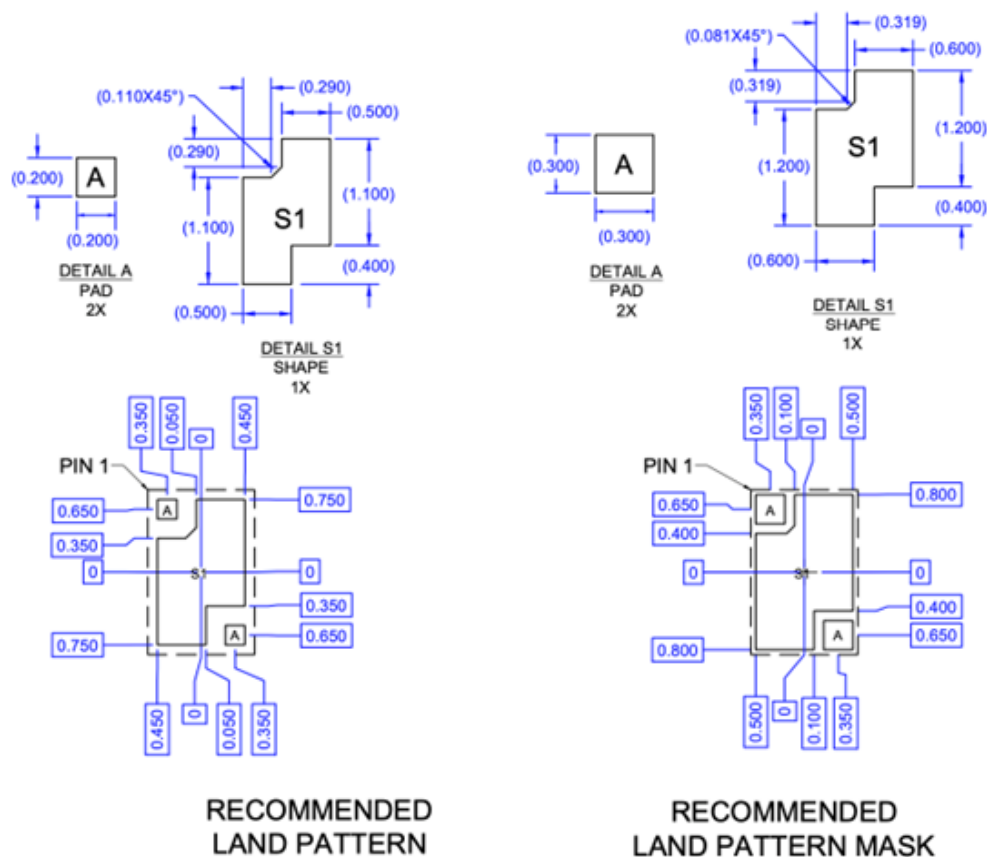 (0.319)
(0.081X45°)
(0.600)
(0.290)
(0.110X45°)
(0.500)
(0.319)
(0.290)
(0.300)
A
(1.200)
S1
(1.200)
(0.200)
A
(1.100)
S1
(1.100)
(0.400)
(0.200)
(0.300)
(0.400)
(0.600)
DETAIL A
PAD
2X
(0.500)
DETAIL A
PAD
2X
DETAIL S1
SHAPE
1X
DETAIL S1
SHAPE
1X
0.350
0.050
0
0.450
PIN 1
0.650
A
0.750
0.350
0
S1
0
0.350
A
0.650
0.750
0.450
0
0.050
0.350
0.350
0.100
0
0.500
PIN 1
0.650
A
0.800
0.400
0
S1
0
0.400
A
0.650
0.800
0.500
0
0.100
0.350
RECOMMENDED
LAND PATTERN
RECOMMENDED
LAND PATTERN MASK